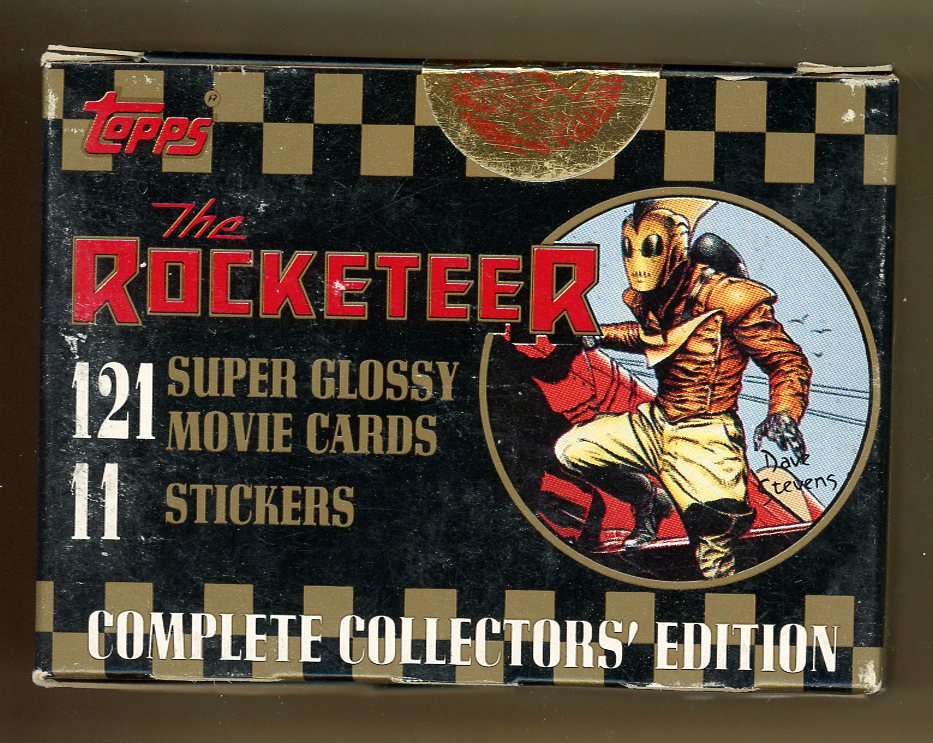 TOPPS ®
The
ROCKETEER
121 SUPER GLOSSY
MOVIE CARDS
11 STICKERS
Dave
Stevens
COMPLETE COLLECTORS' EDITION